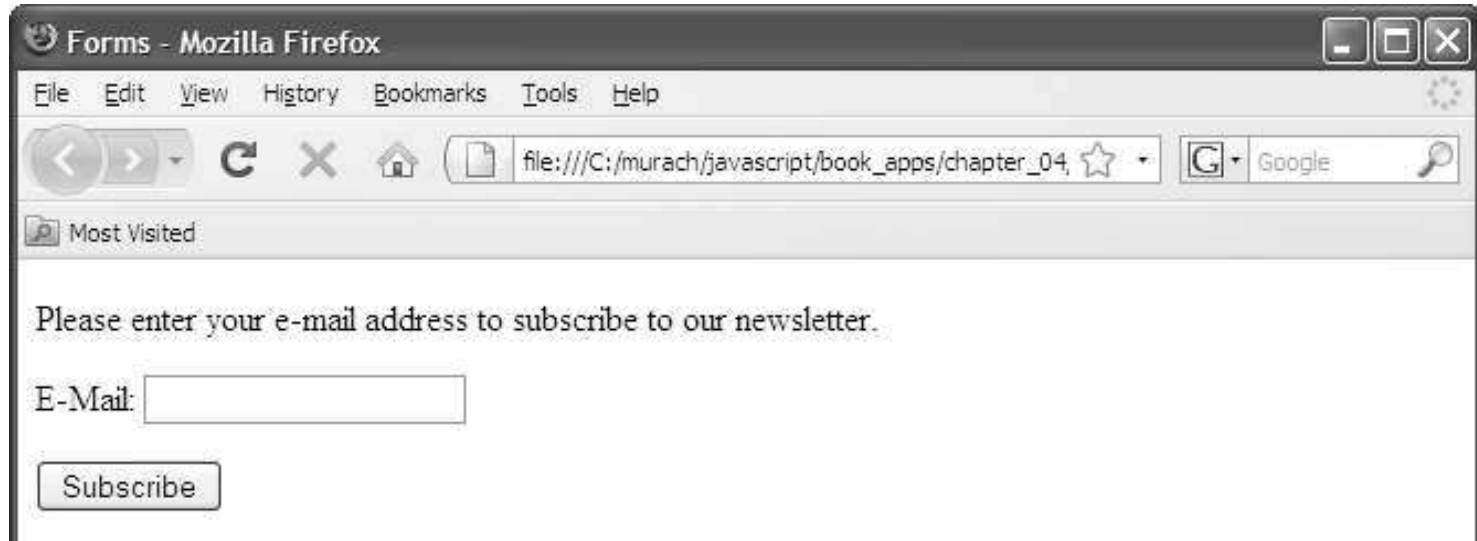 Forms - Mozilla Firefox
File Edit View History Bookmarks Tools Help
file:///C:/murach/javascript/book_apps/chapter_04, G Google
Most Visited
Please enter your e-mail address to subscribe to our newsletter.
E-Mail:
Subscribe